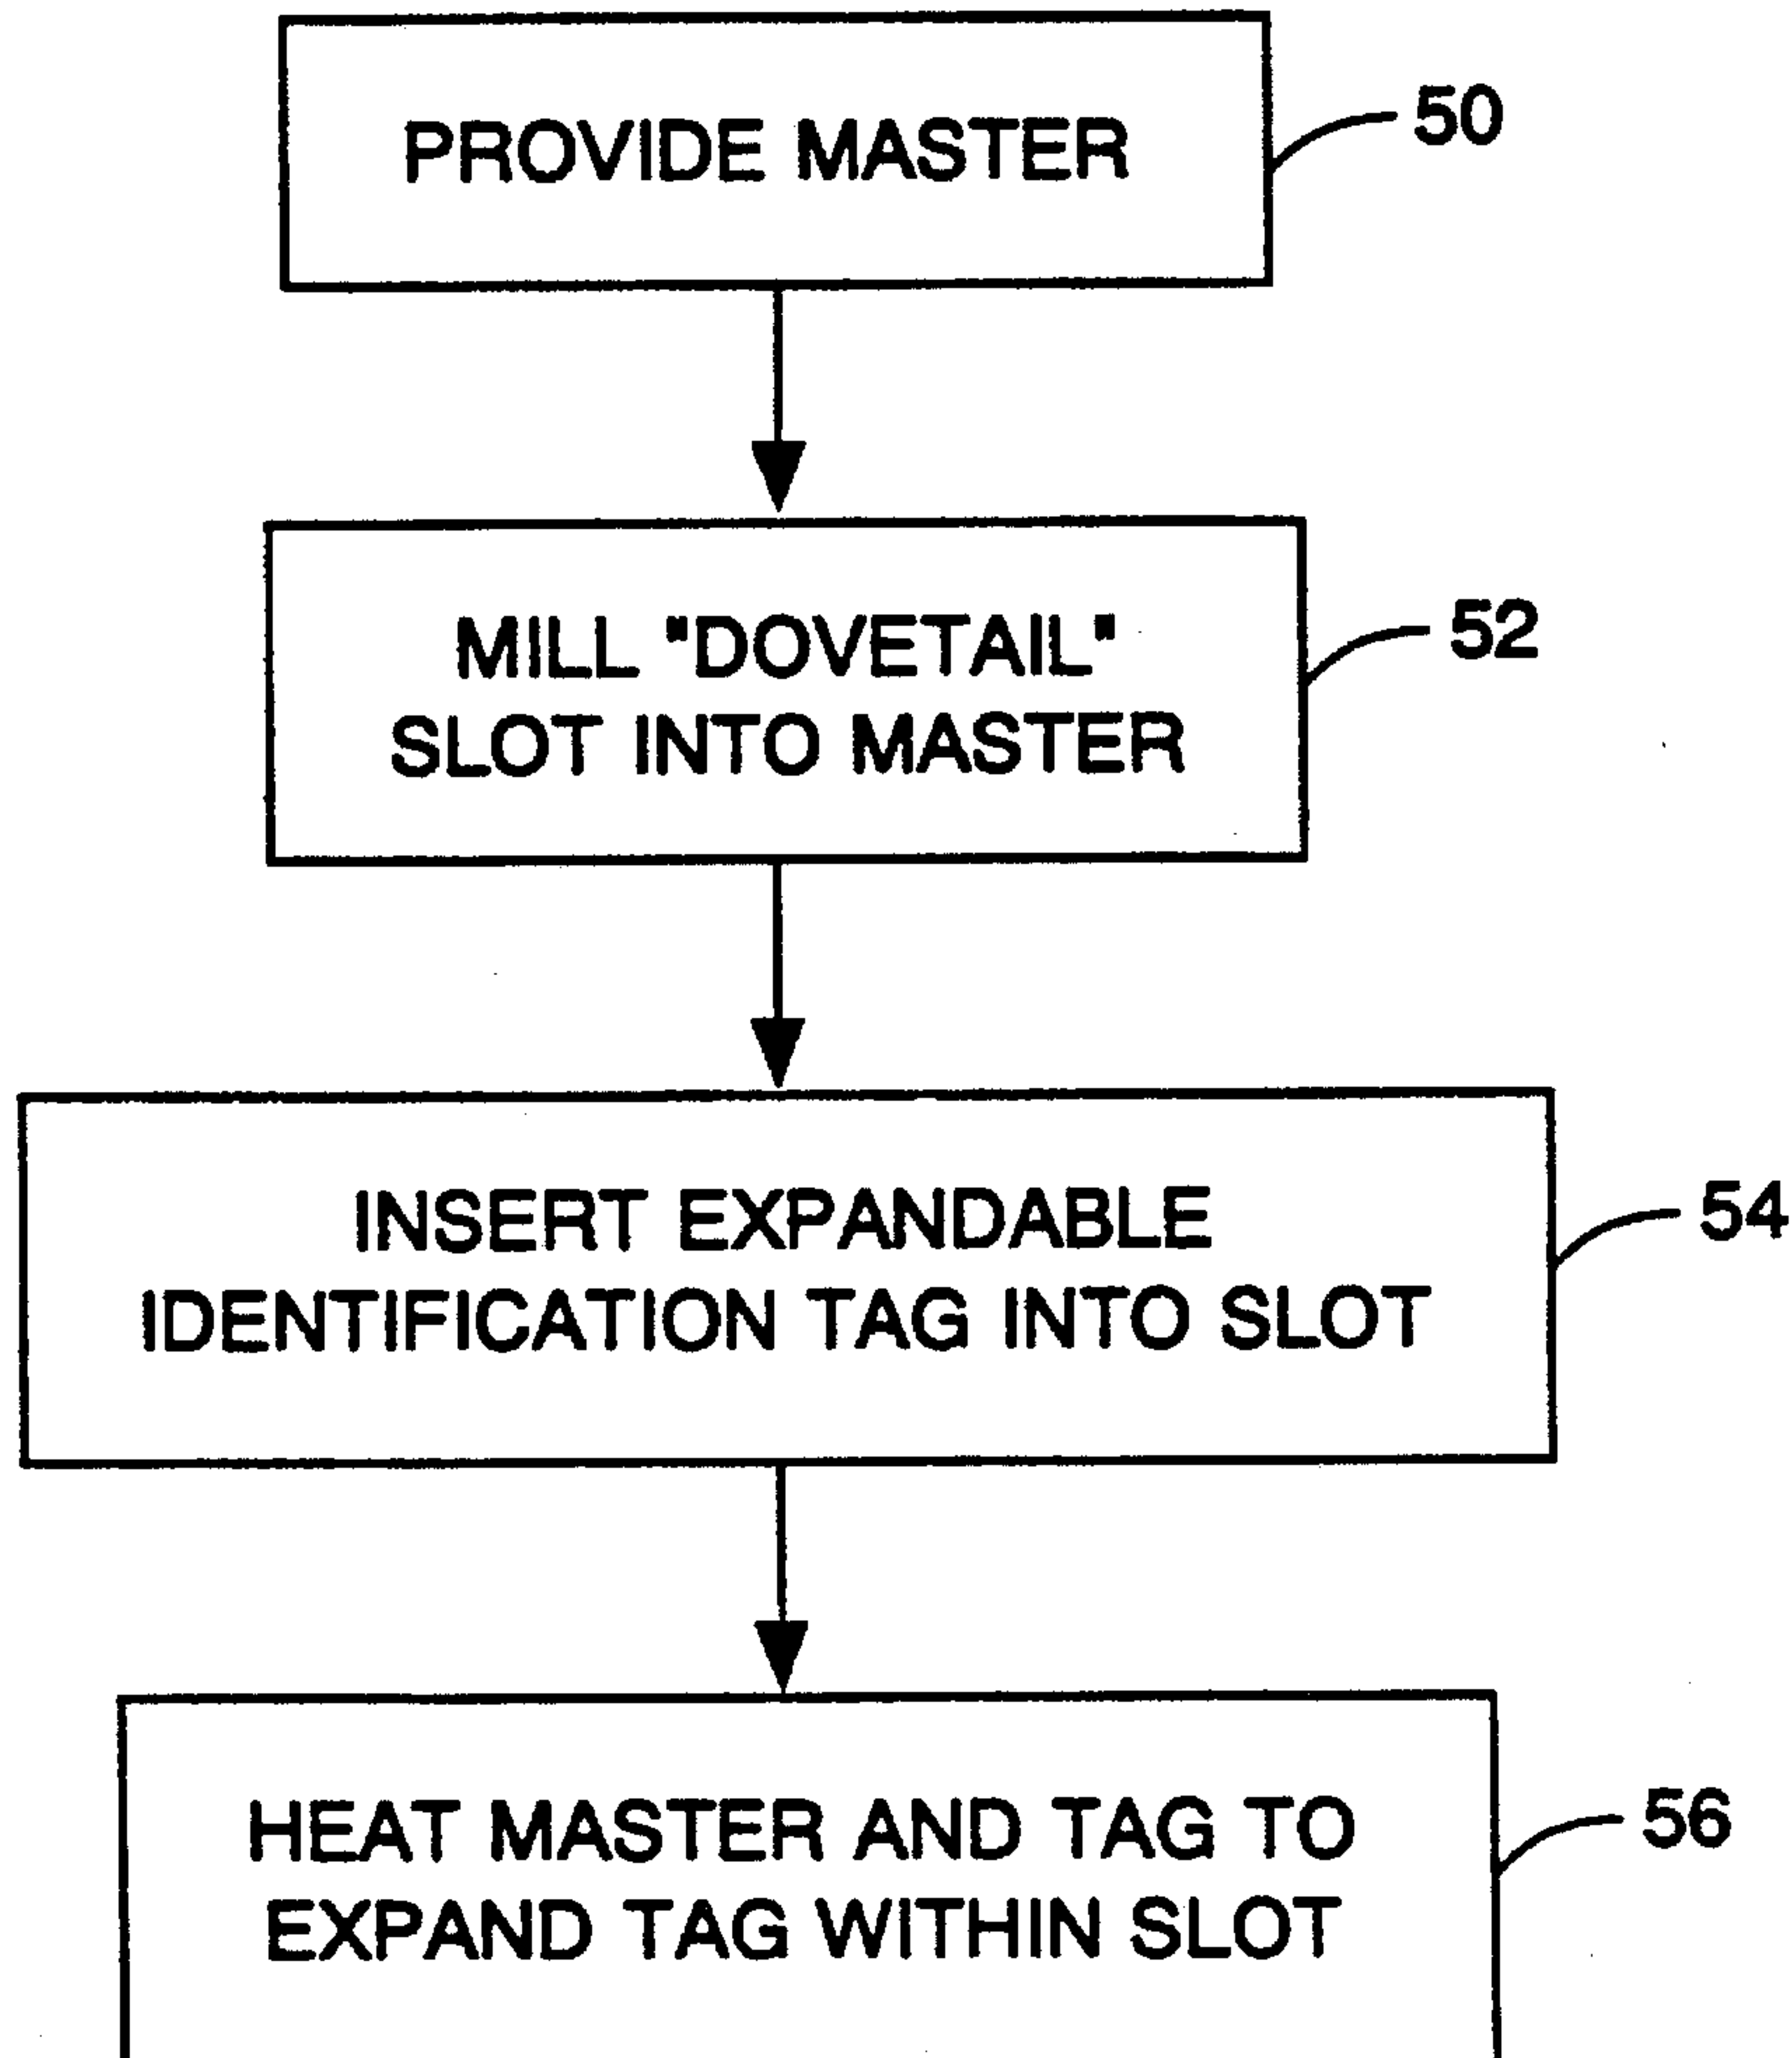 PROVIDE MASTER
50
MILL "DOVETAIL"
SLOT INTO MASTER
52
INSERT EXPANDABLE
IDENTIFICATION TAG INTO SLOT
54
HEAT MASTER AND TAG TO
EXPAND TAG WITHIN SLOT
56